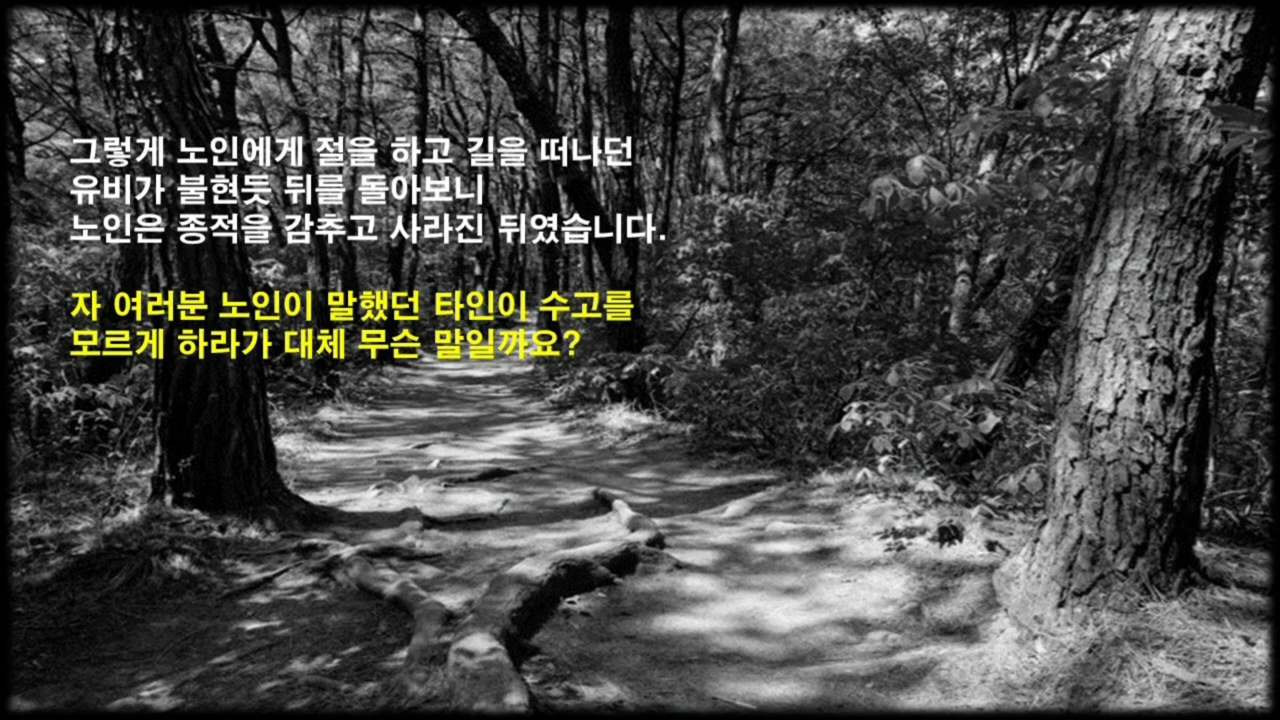 그렇게 노인에게 절을 하고 길을 떠나던
유비가 불현듯 뒤를 돌아보니
노인은 종적을 감추고 사라진 뒤였습니다.
자 여러분 노인이 말했던 타인이 수고를
모르게 하라가 대체 무슨 말일까요?